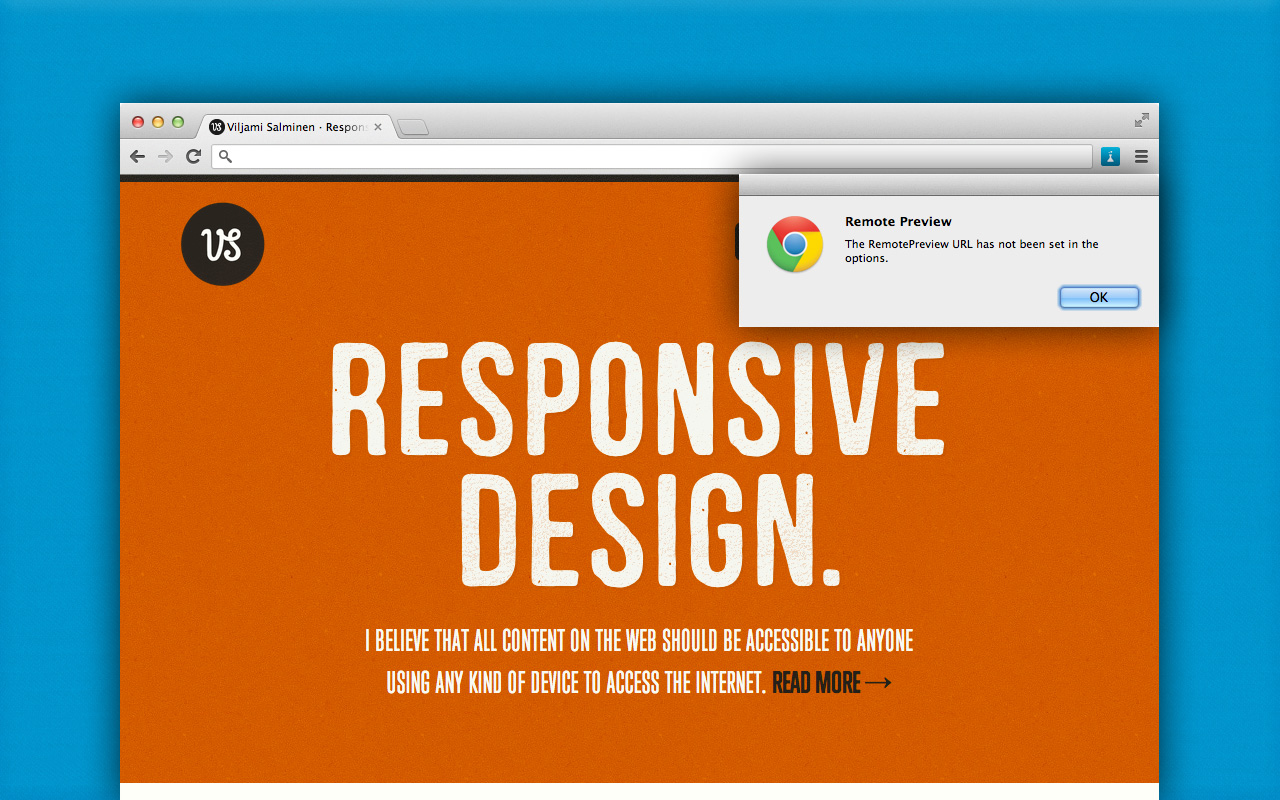 Viljami Salminen · Respon
Remote Preview
The RemotePreview URL has not been set in the
options.
OK
VS
RESPONSIVE
DESIGN.
I BELIEVE THAT ALL CONTENT ON THE WEB SHOULD BE ACCESSIBLE TO ANYONE
USING ANY KIND OF DEVICE TO ACCESS THE INTERNET. READ MORE →